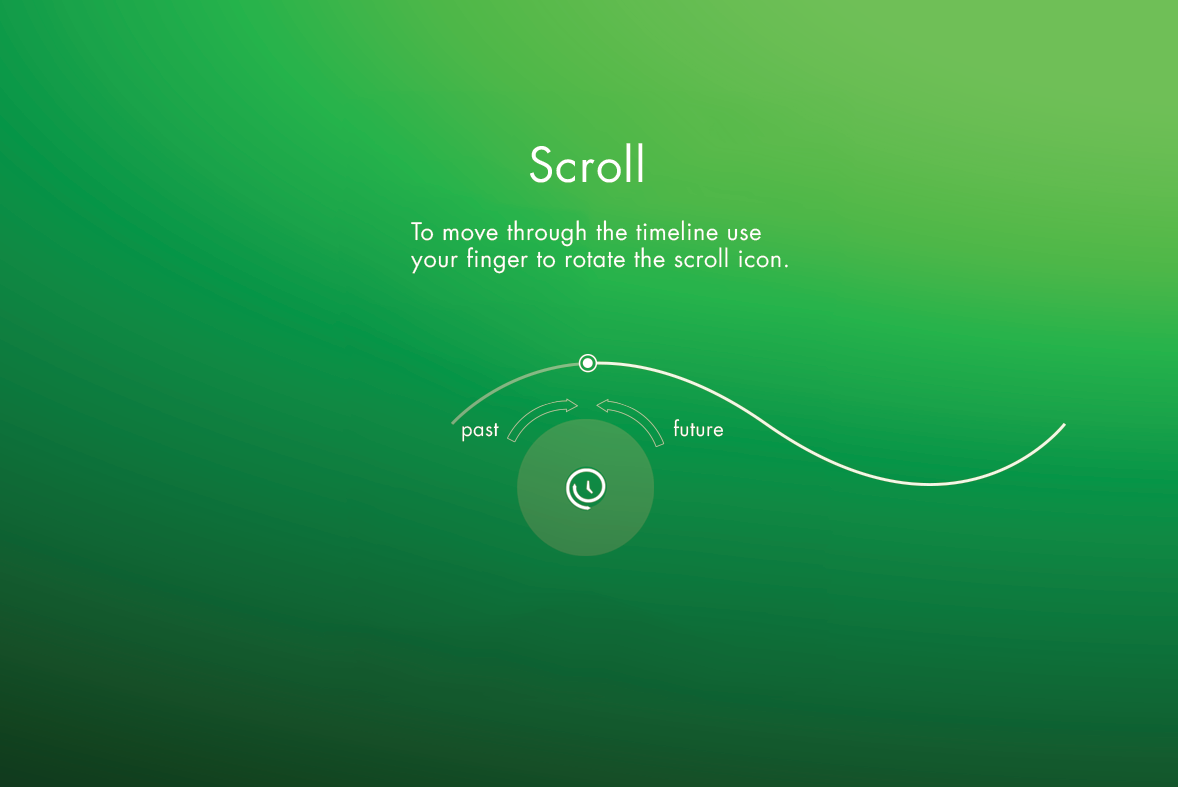 Scroll
To move through the timeline use
your finger to rotate the scroll icon.
past
future